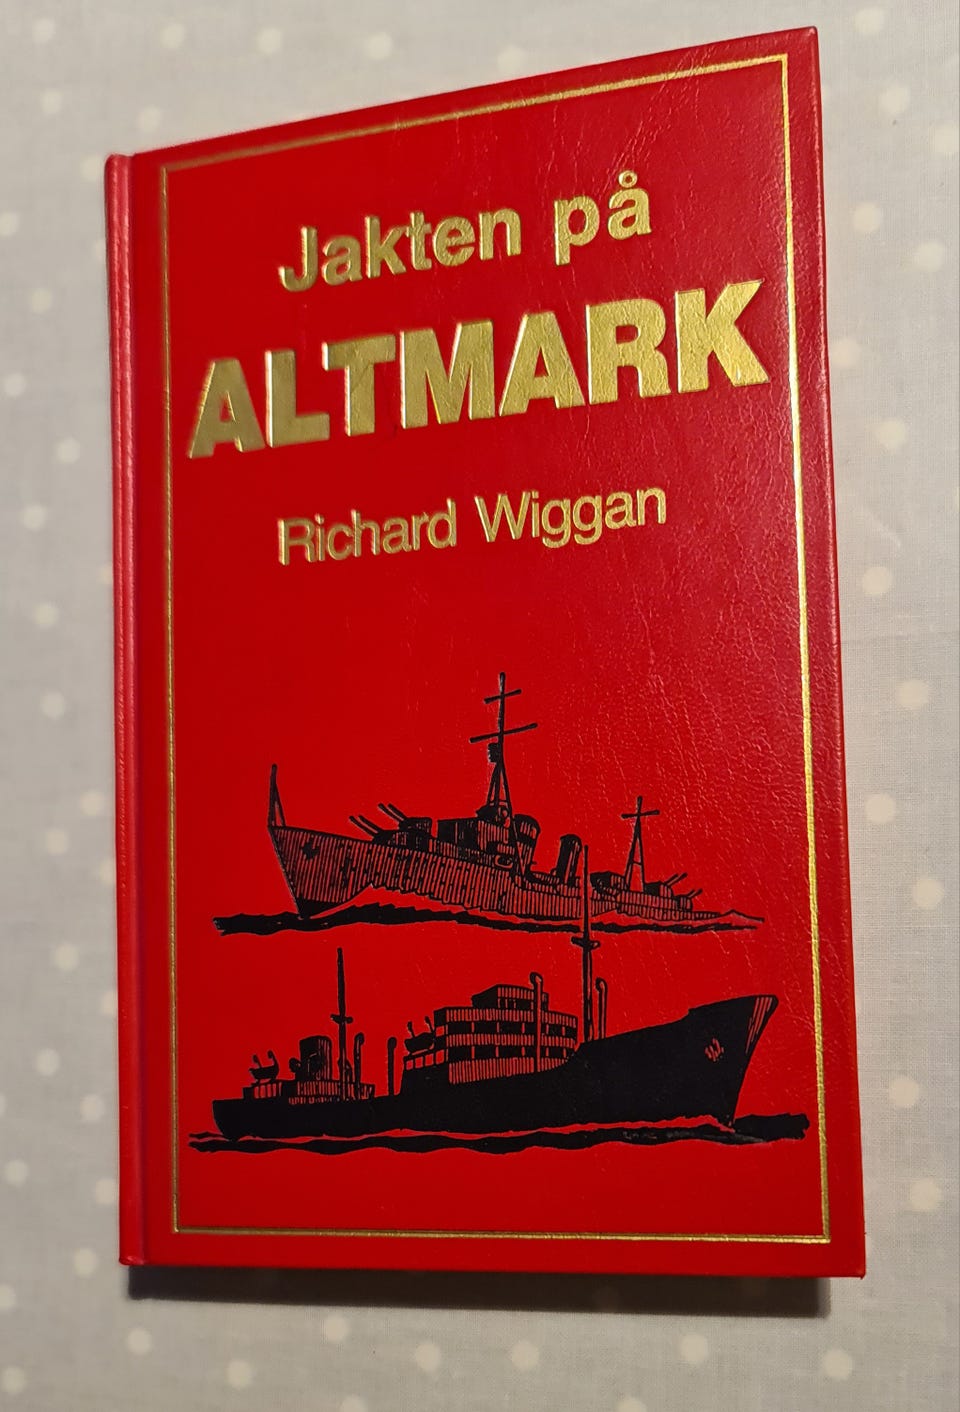 Jakten på
ALTMARK
Richard Wiggan